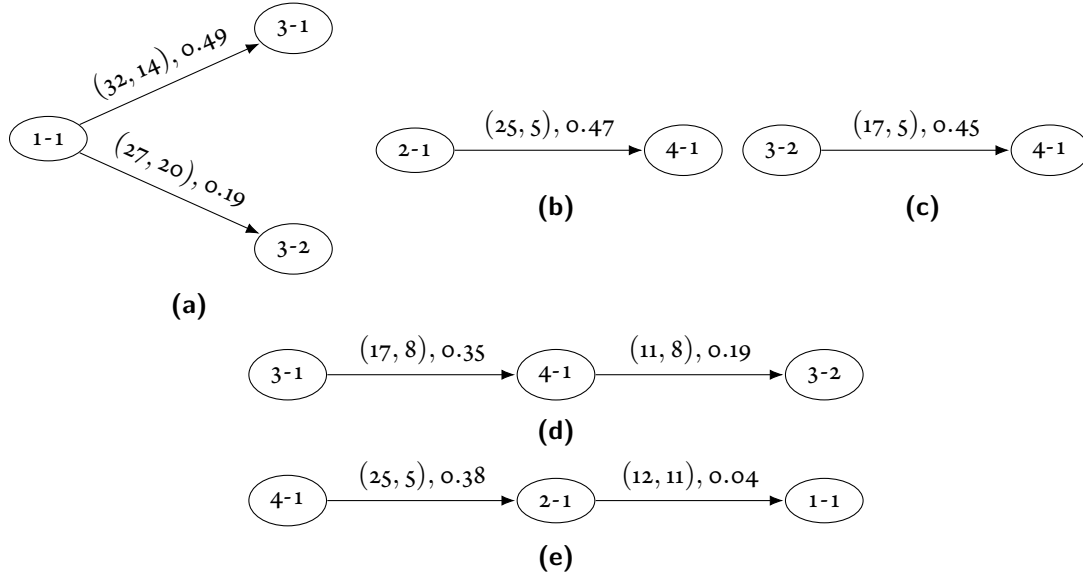 3-1
(32, 14), 0.49
1-1
(27, 20), 0.19
3-2
(a)
2-1 (25, 5), 0.47 4-1
(b)
3-2 (17, 5), 0.45 4-1
(c)
3-1 (17, 8), 0.35 4-1 (11, 8), 0.19 3-2
(d)
4-1 (25, 5), 0.38 2-1 (12, 11), 0.04 1-1
(e)